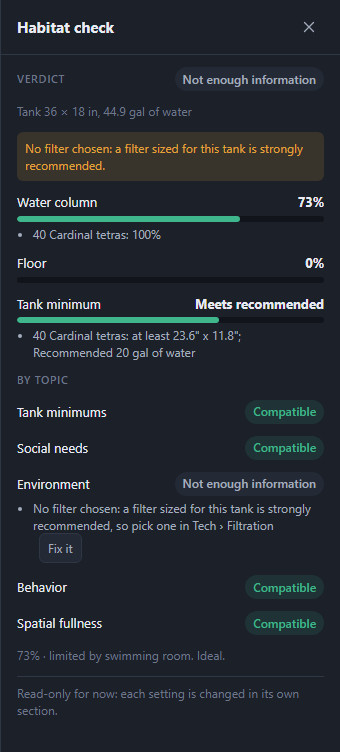 Habitat check
VERDICT
Not enough information
Tank 36 × 18 in, 44.9 gal of water
No filter chosen: a filter sized for this tank is strongly
recommended.
Water column
73%
• 40 Cardinal tetras: 100%
Floor
0%
Tank minimum
Meets recommended
• 40 Cardinal tetras: at least 23.6" x 11.8";
Recommended 20 gal of water
BY TOPIC
Tank minimums
Compatible
Social needs
Compatible
Environment
Not enough information
• No filter chosen: a filter sized for this tank is strongly
recommended, so pick one in Tech › Filtration
Fix it
Behavior
Compatible
Spatial fullness
Compatible
73% · limited by swimming room. Ideal.
Read-only for now: each setting is changed in its own
section.